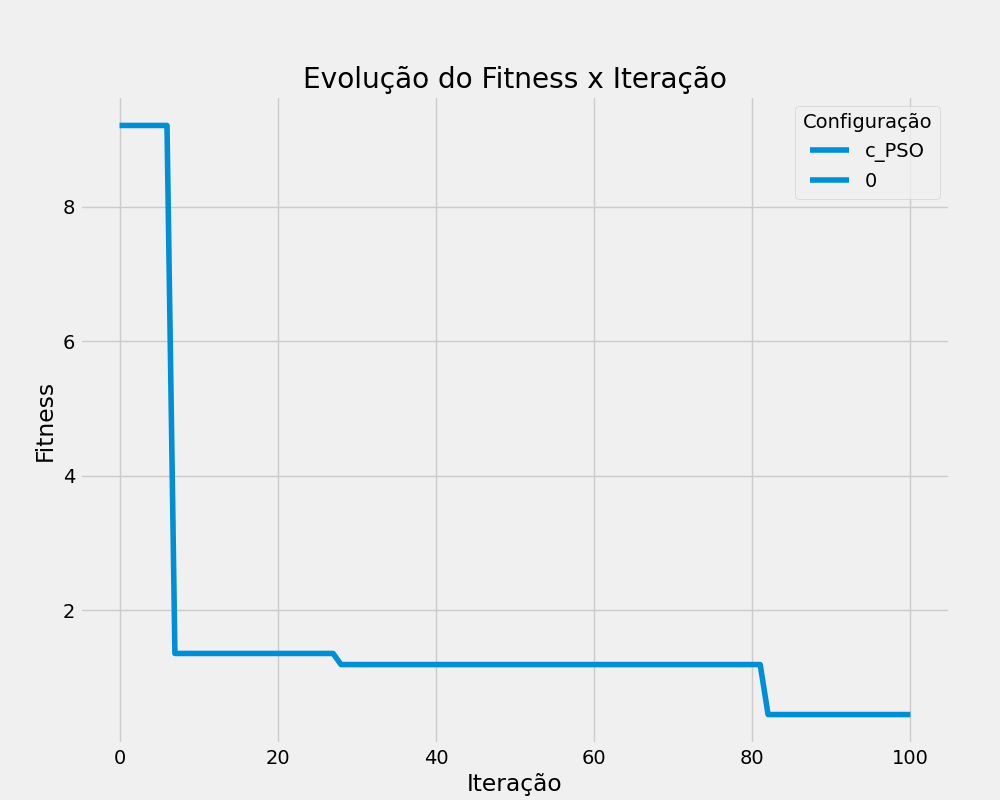 Evolução do Fitness x Iteração
Configuração
c_PSO
0
8
6
4
2
Fitness
0 20 40 60 80 100
Iteração